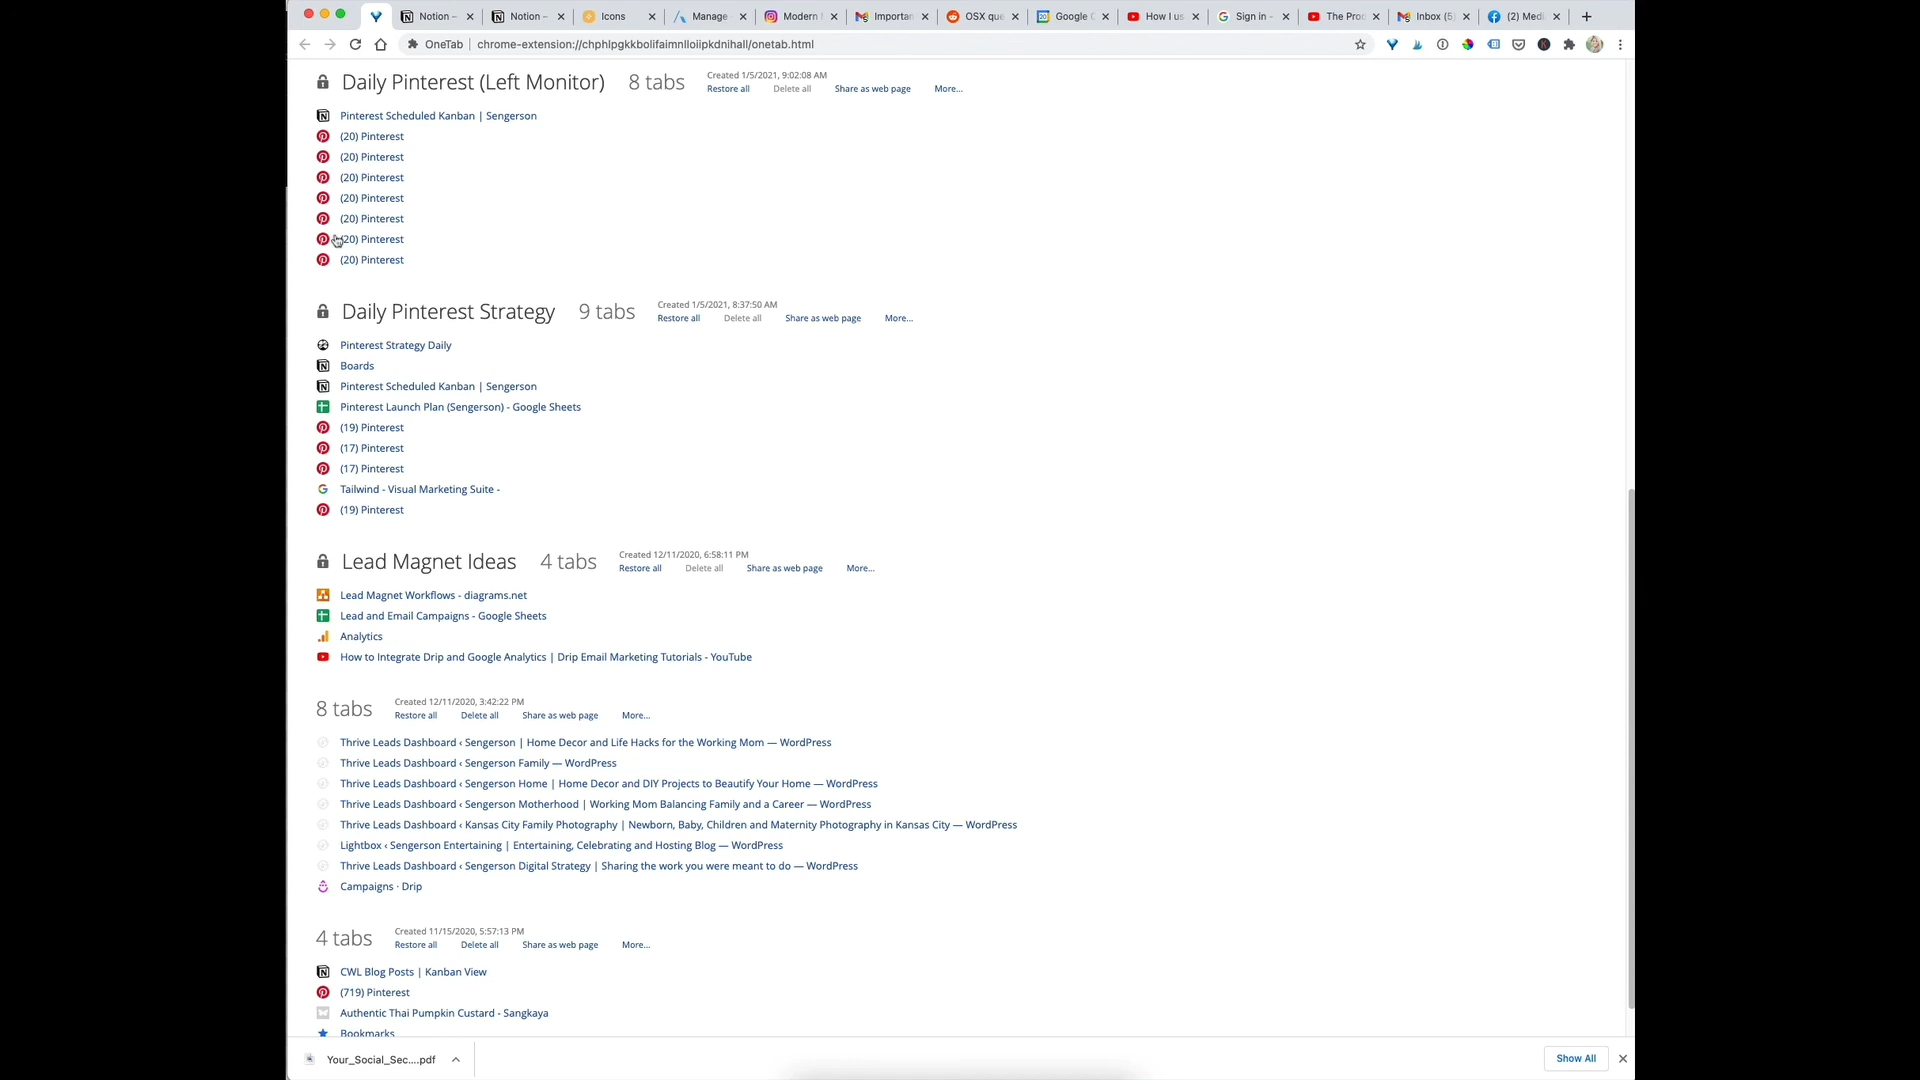 Notion –
Notion –
Icons
Manage
Modern
Importan
OSX que
Google C
How I us
Sign in -
The Proc
Inbox (5)
(2) Medi
OneTab
chrome-extension://chphlpgkkbolifaimnlloiipkdnihall/onetab.html
Daily Pinterest (Left Monitor)
8 tabs
Created 1/5/2021, 9:02:08 AM
Restore all Delete all Share as web page More...
Pinterest Scheduled Kanban | Sengerson
(20) Pinterest
(20) Pinterest
(20) Pinterest
(20) Pinterest
(20) Pinterest
(20) Pinterest
(20) Pinterest
Daily Pinterest Strategy
9 tabs
Created 1/5/2021, 8:37:50 AM
Restore all Delete all Share as web page More...
Pinterest Strategy Daily
Boards
Pinterest Scheduled Kanban | Sengerson
Pinterest Launch Plan (Sengerson) - Google Sheets
(19) Pinterest
(17) Pinterest
(17) Pinterest
Tailwind - Visual Marketing Suite -
(19) Pinterest
Lead Magnet Ideas
4 tabs
Created 12/11/2020, 6:58:11 PM
Restore all Delete all Share as web page More...
Lead Magnet Workflows - diagrams.net
Lead and Email Campaigns - Google Sheets
Analytics
How to Integrate Drip and Google Analytics | Drip Email Marketing Tutorials - YouTube
8 tabs
Created 12/11/2020, 3:42:22 PM
Restore all Delete all Share as web page More...
Thrive Leads Dashboard ‹ Sengerson | Home Decor and Life Hacks for the Working Mom — WordPress
Thrive Leads Dashboard ‹ Sengerson Family — WordPress
Thrive Leads Dashboard ‹ Sengerson Home | Home Decor and DIY Projects to Beautify Your Home — WordPress
Thrive Leads Dashboard ‹ Sengerson Motherhood | Working Mom Balancing Family and a Career — WordPress
Thrive Leads Dashboard ‹ Kansas City Family Photography | Newborn, Baby, Children and Maternity Photography in Kansas City — WordPress
Lightbox ‹ Sengerson Entertaining | Entertaining, Celebrating and Hosting Blog — WordPress
Thrive Leads Dashboard ‹ Sengerson Digital Strategy | Sharing the work you were meant to do — WordPress
Campaigns · Drip
4 tabs
Created 11/15/2020, 5:57:13 PM
Restore all Delete all Share as web page More...
CWL Blog Posts | Kanban View
(719) Pinterest
Authentic Thai Pumpkin Custard - Sangkaya
Bookmarks
Your_Social_Sec....pdf
Show All